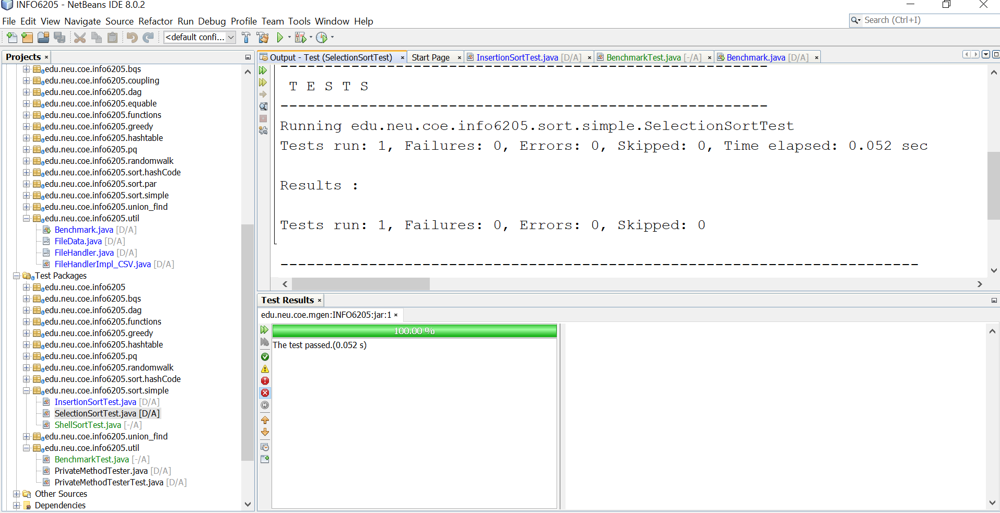 INFO6205 - NetBeans IDE 8.0.2
File Edit View Navigate Source Refactor Run Debug Profile Team Tools Window Help
Search (Ctrl+I)
<default confi...
Projects
edu.neu.coe.info6205.bqs
edu.neu.coe.info6205.coupling
edu.neu.coe.info6205.dag
edu.neu.coe.info6205.equable
edu.neu.coe.info6205.functions
edu.neu.coe.info6205.greedy
edu.neu.coe.info6205.hashtable
edu.neu.coe.info6205.pq
edu.neu.coe.info6205.randomwalk
edu.neu.coe.info6205.sort.hashCode
edu.neu.coe.info6205.sort.par
edu.neu.coe.info6205.sort.simple
edu.neu.coe.info6205.union_find
edu.neu.coe.info6205.util
Benchmark.java [D/A]
FileData.java [D/A]
FileHandler.java [D/A]
FileHandlerImpl_CSV.java [D/A]
Test Packages
edu.neu.coe.info6205
edu.neu.coe.info6205.bqs
edu.neu.coe.info6205.dag
edu.neu.coe.info6205.functions
edu.neu.coe.info6205.greedy
edu.neu.coe.info6205.hashtable
edu.neu.coe.info6205.pq
edu.neu.coe.info6205.randomwalk
edu.neu.coe.info6205.sort.hashCode
edu.neu.coe.info6205.sort.simple
InsertionSortTest.java [D/A]
SelectionSortTest.java [D/A]
ShellSortTest.java [-/A]
edu.neu.coe.info6205.union_find
edu.neu.coe.info6205.util
BenchmarkTest.java [-/A]
PrivateMethodTester.java [D/A]
PrivateMethodTesterTest.java [D/A]
Other Sources
Dependencies
Output - Test (SelectionSortTest) Start Page InsertionSortTest.java [D/A] BenchmarkTest.java [-/A] Benchmark.java [D/A]
-------------------------------------------------------
T E S T S
-------------------------------------------------------
Running edu.neu.coe.info6205.sort.simple.SelectionSortTest
Tests run: 1, Failures: 0, Errors: 0, Skipped: 0, Time elapsed: 0.052 sec
Results :
Tests run: 1, Failures: 0, Errors: 0, Skipped: 0
------------------------------------------------------------------------
Test Results
edu.neu.coe.mgen:INFO6205:jar:1
100.00 %
The test passed.(0.052 s)